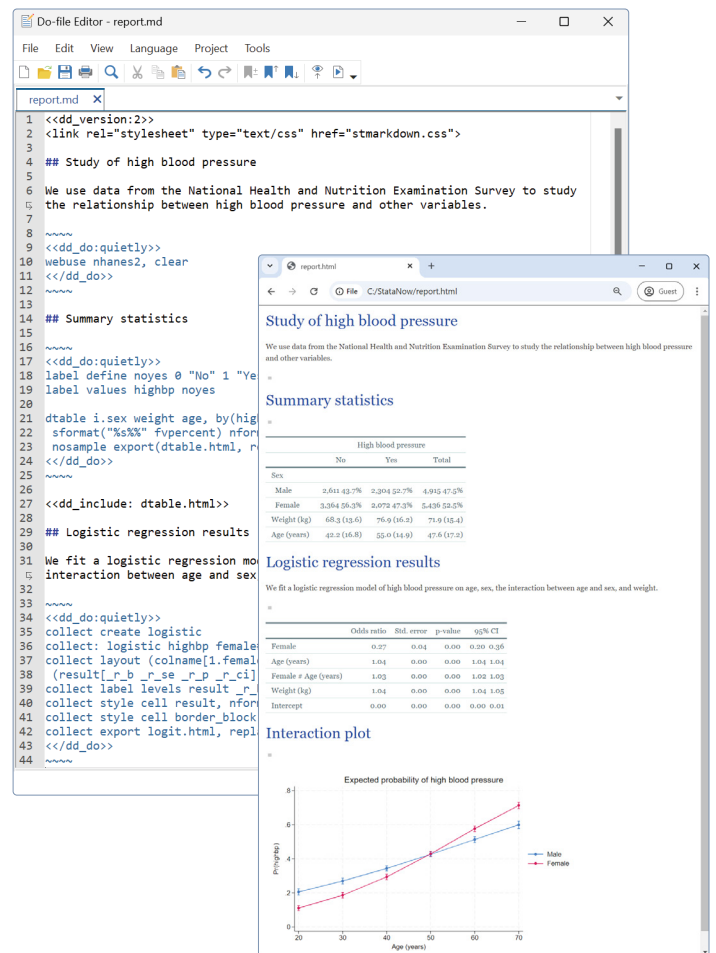 Do-file Editor - report.md
File Edit View Language Project Tools
report.md
1 <<dd_version:2>>
2 <link rel="stylesheet" type="text/css" href="stmarkdown.css">
3
4 ## Study of high blood pressure
5
6 We use data from the National Health and Nutrition Examination Survey to study
the relationship between high blood pressure and other variables.
7
8 ~~~~
9 <<dd_do:quietly>>
10 webuse nhanes2, clear
11 <</dd_do>>
12 ~~~~
13
14 ## Summary statistics
15
16 ~~~~
17 <<dd_do:quietly>>
18 label define noyes 0 "No" 1 "Ye
19 label values highbp noyes
20
21 dtable i.sex weight age, by(hig
22 sformat("%s%%" fvpercent) nfor
23 nosample export(dtable.html, r
24 <</dd_do>>
25 ~~~~
26
27 <<dd_include: dtable.html>>
28
29 ## Logistic regression results
30
31 We fit a logistic regression mo
interaction between age and sex
32
33 ~~~~
34 <<dd_do:quietly>>
35 collect create logistic
36 collect: logistic highbp female
37 collect layout (colname[1.femal
38 (result[_r_b _r_se _r_p _r_ci]
39 collect label levels result _r_
40 collect style cell result, nfor
41 collect style cell border_block
42 collect export logit.html, repl
43 <</dd_do>>
44 ~~~~
report.html
File C:/StataNow/report.html Guest
Study of high blood pressure
We use data from the National Health and Nutrition Examination Survey to study the relationship between high blood pressure
and other variables.
Summary statistics
High blood pressure
No Yes Total
Sex
Male 2,611 43.7% 2,304 52.7% 4,915 47.5%
Female 3,364 56.3% 2,072 47.3% 5,436 52.5%
Weight (kg) 68.3 (13.6) 76.9 (16.2) 71.9 (15.4)
Age (years) 42.2 (16.8) 55.0 (14.9) 47.6 (17.2)
Logistic regression results
We fit a logistic regression model of high blood pressure on age, sex, the interaction between age and sex, and weight.
Odds ratio Std. error p-value 95% CI
Female 0.27 0.04 0.00 0.20 0.36
Age (years) 1.04 0.00 0.00 1.04 1.04
Female # Age (years) 1.03 0.00 0.00 1.02 1.03
Weight (kg) 1.04 0.00 0.00 1.04 1.05
Intercept 0.00 0.00 0.00 0.00 0.01
Interaction plot
Expected probability of high blood pressure
.8
.6
.4
.2
0
Pr(highbp)
20 30 40 50 60 70
Age (years)
Male
Female